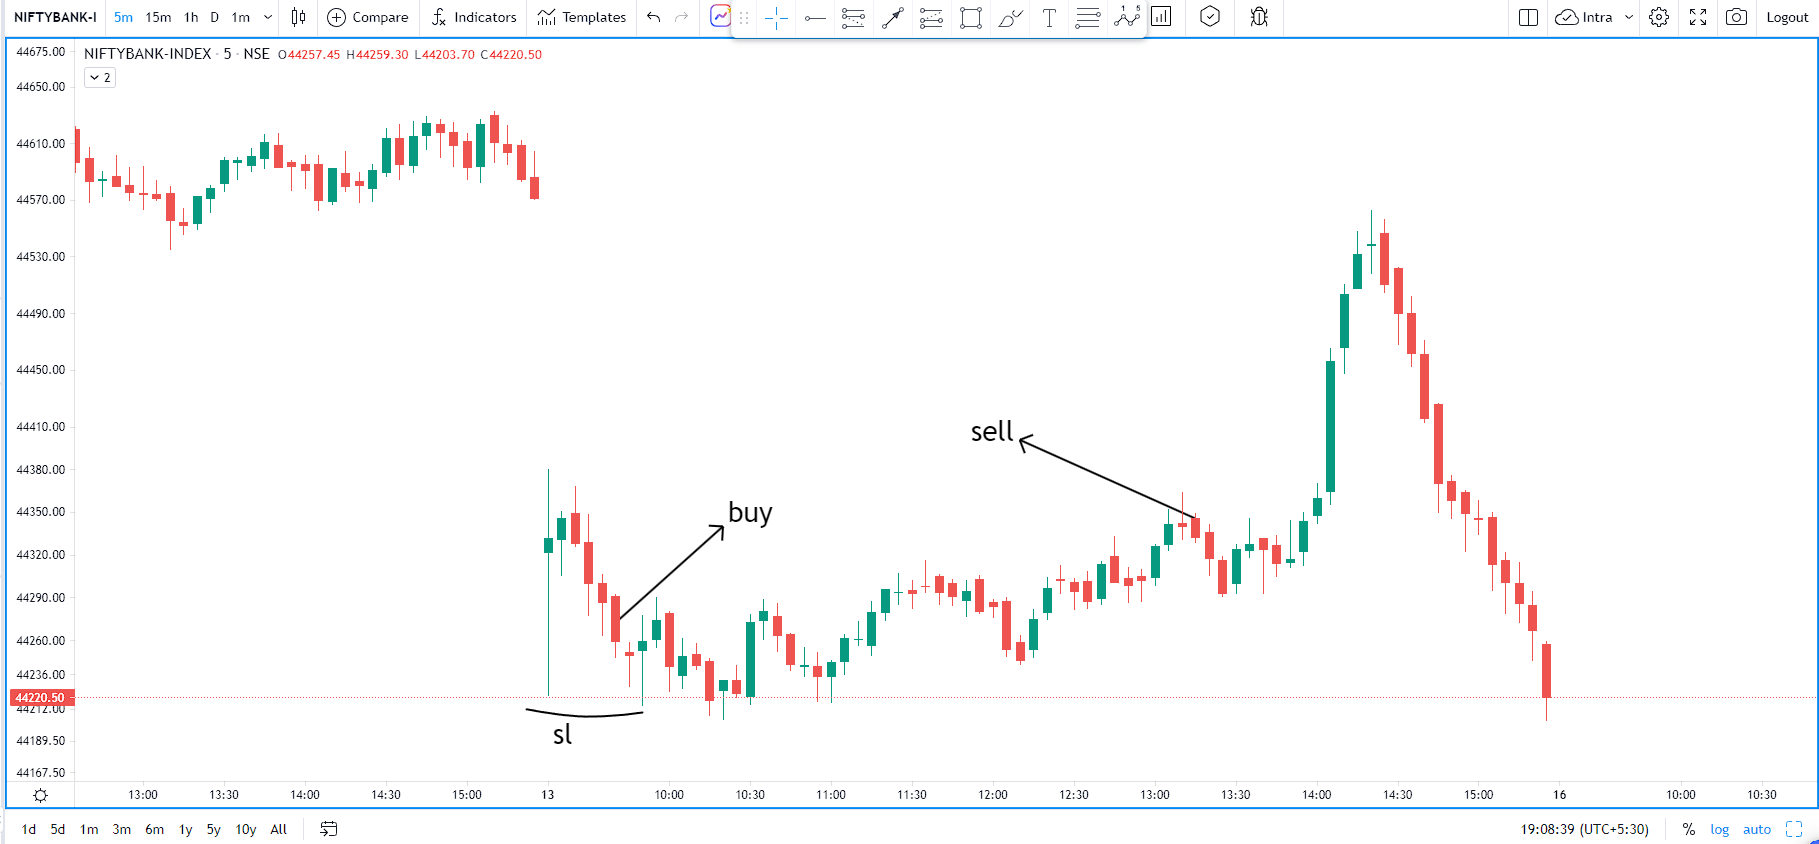 NIFTYBANK-I 5m 15m 1h D 1m Compare Indicators Templates Intra Logout
NIFTYBANK-INDEX · 5 · NSE O44257.45 H44259.30 L44203.70 C44220.50
2
44675.00
44650.00
44610.00
44570.00
44530.00
44490.00
44450.00
44410.00
44380.00
44350.00
44320.00
44290.00
44260.00
44236.00
44220.50
44212.00
44189.50
44167.50
sell
buy
sl
13:00 13:30 14:00 14:30 15:00 13 10:00 10:30 11:00 11:30 12:00 12:30 13:00 13:30 14:00 14:30 15:00 16 10:00 10:30
1d 5d 1m 3m 6m 1y 5y 10y All 19:08:39 (UTC+5:30) % log auto